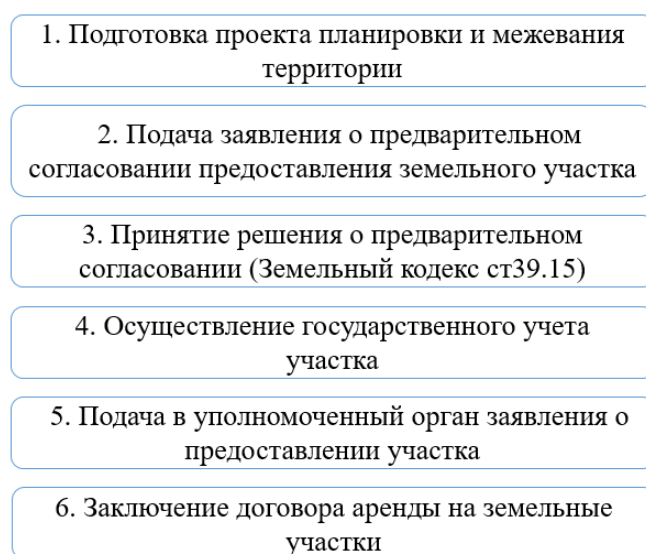 1. Подготовка проекта планировки и межевания
территории
2. Подача заявления о предварительном
согласовании предоставления земельного участка
3. Принятие решения о предварительном
согласовании (Земельный кодекс ст39.15)
4. Осуществление государственного учета
участка
5. Подача в уполномоченный орган заявления о
предоставлении участка
6. Заключение договора аренды на земельные
участки